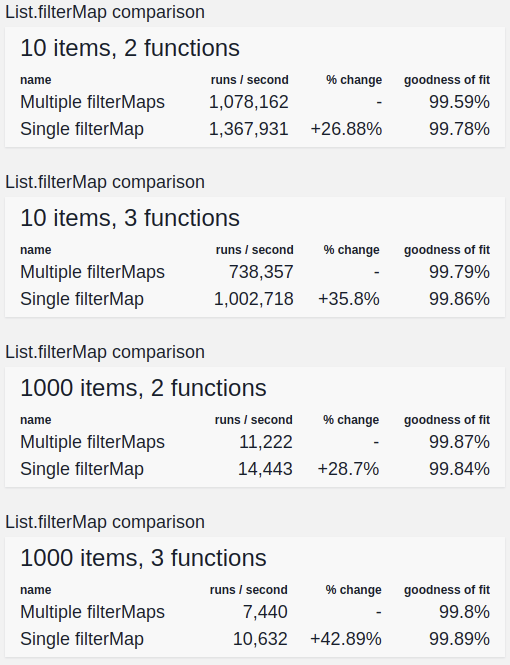 List.filterMap comparison
10 items, 2 functions
name runs / second % change goodness of fit
Multiple filterMaps 1,078,162 - 99.59%
Single filterMap 1,367,931 +26.88% 99.78%
List.filterMap comparison
10 items, 3 functions
name runs / second % change goodness of fit
Multiple filterMaps 738,357 - 99.79%
Single filterMap 1,002,718 +35.8% 99.86%
List.filterMap comparison
1000 items, 2 functions
name runs / second % change goodness of fit
Multiple filterMaps 11,222 - 99.87%
Single filterMap 14,443 +28.7% 99.84%
List.filterMap comparison
1000 items, 3 functions
name runs / second % change goodness of fit
Multiple filterMaps 7,440 - 99.8%
Single filterMap 10,632 +42.89% 99.89%